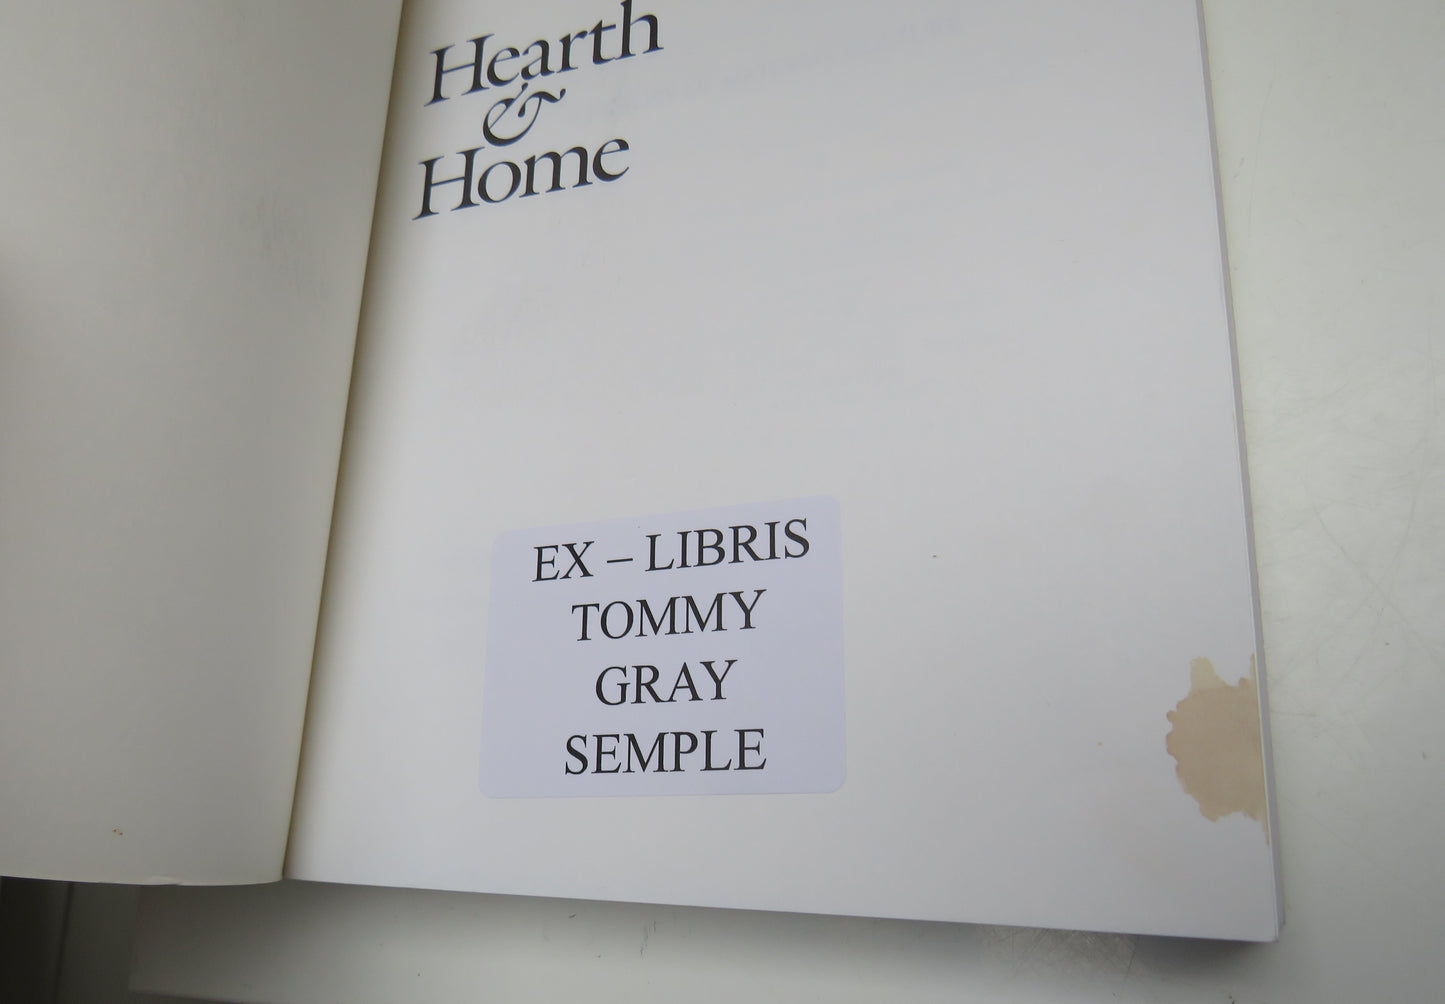 Hearth
&
Home
EX – LIBRIS
TOMMY
GRAY
SEMPLE